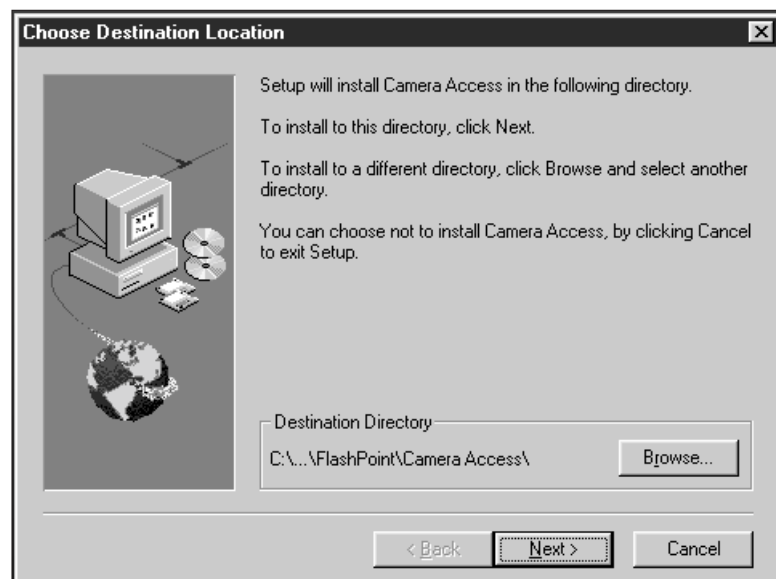 Choose Destination Location
Setup will install Camera Access in the following directory.
To install to this directory, click Next.
To install to a different directory, click Browse and select another
directory.
You can choose not to install Camera Access, by clicking Cancel
to exit Setup.
Destination Directory
C:\...\FlashPoint\Camera Access\
Browse...
< Back
Next >
Cancel